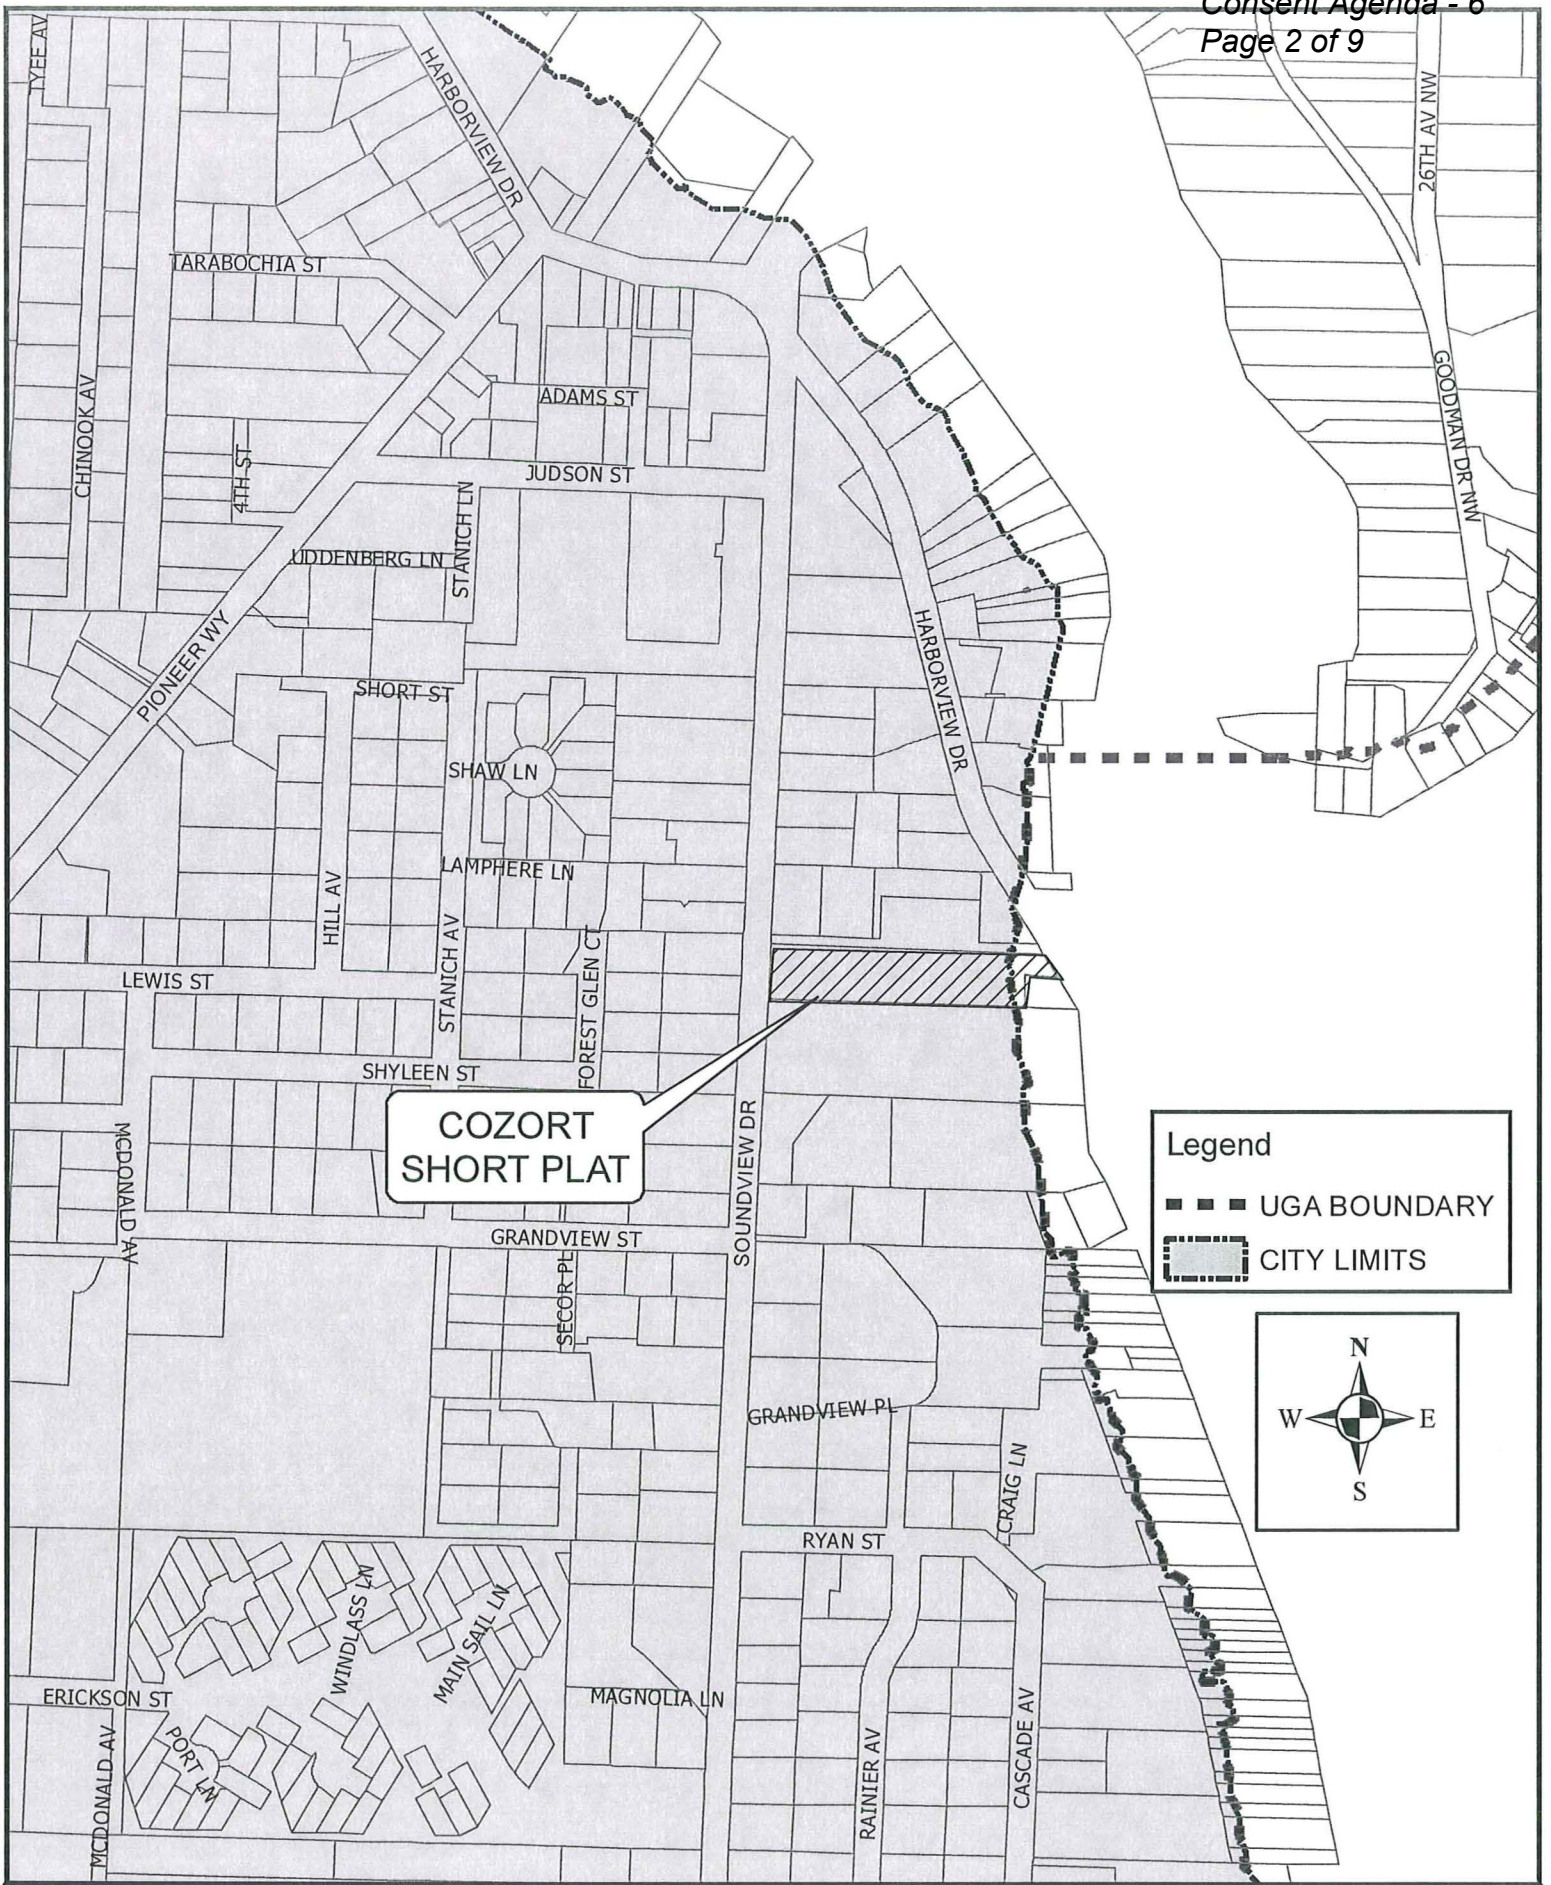 Consent Agenda - 6
Page 2 of 9
TYEE AV
HARBORVIEW DR
26TH AV NW
TARABOCHIA ST
CHINOOK AV
ADAMS ST
GOODMAN DR NW
4TH ST
JUDSON ST
STANICH LN
UDDENBERG LN
PIONEER WY
SHORT ST
HARBORVIEW DR
SHAW LN
LAMPHERE LN
HILL AV
STANICH AV
FOREST GLEN CT
LEWIS ST
SHYLEEN ST
COZORT
SHORT PLAT
SOUNDVIEW DR
MCDONALD AV
Legend
UGA BOUNDARY
CITY LIMITS
GRANDVIEW ST
SECOR PL
GRANDVIEW PL
N
W
E
S
CRAIG LN
RYAN ST
WINDLASS LN
MAIN SAIL LN
ERICKSON ST
MAGNOLIA LN
PORT LN
MCDONALD AV
RAINIER AV
CASCADE AV